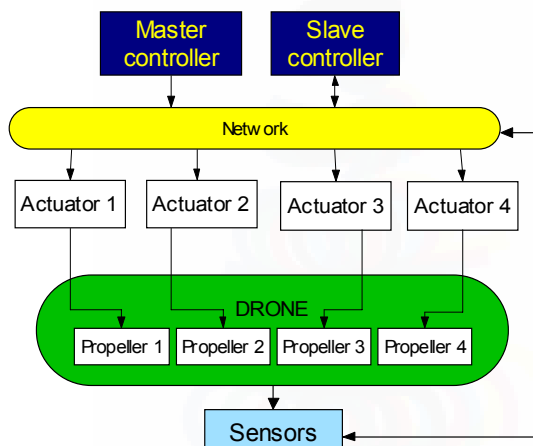 Master
controller
Slave
controller
Network
Actuator 1
Actuator 2
Actuator 3
Actuator 4
DRONE
Propeller 1
Propeller 2
Propeller 3
Propeller 4
Sensors